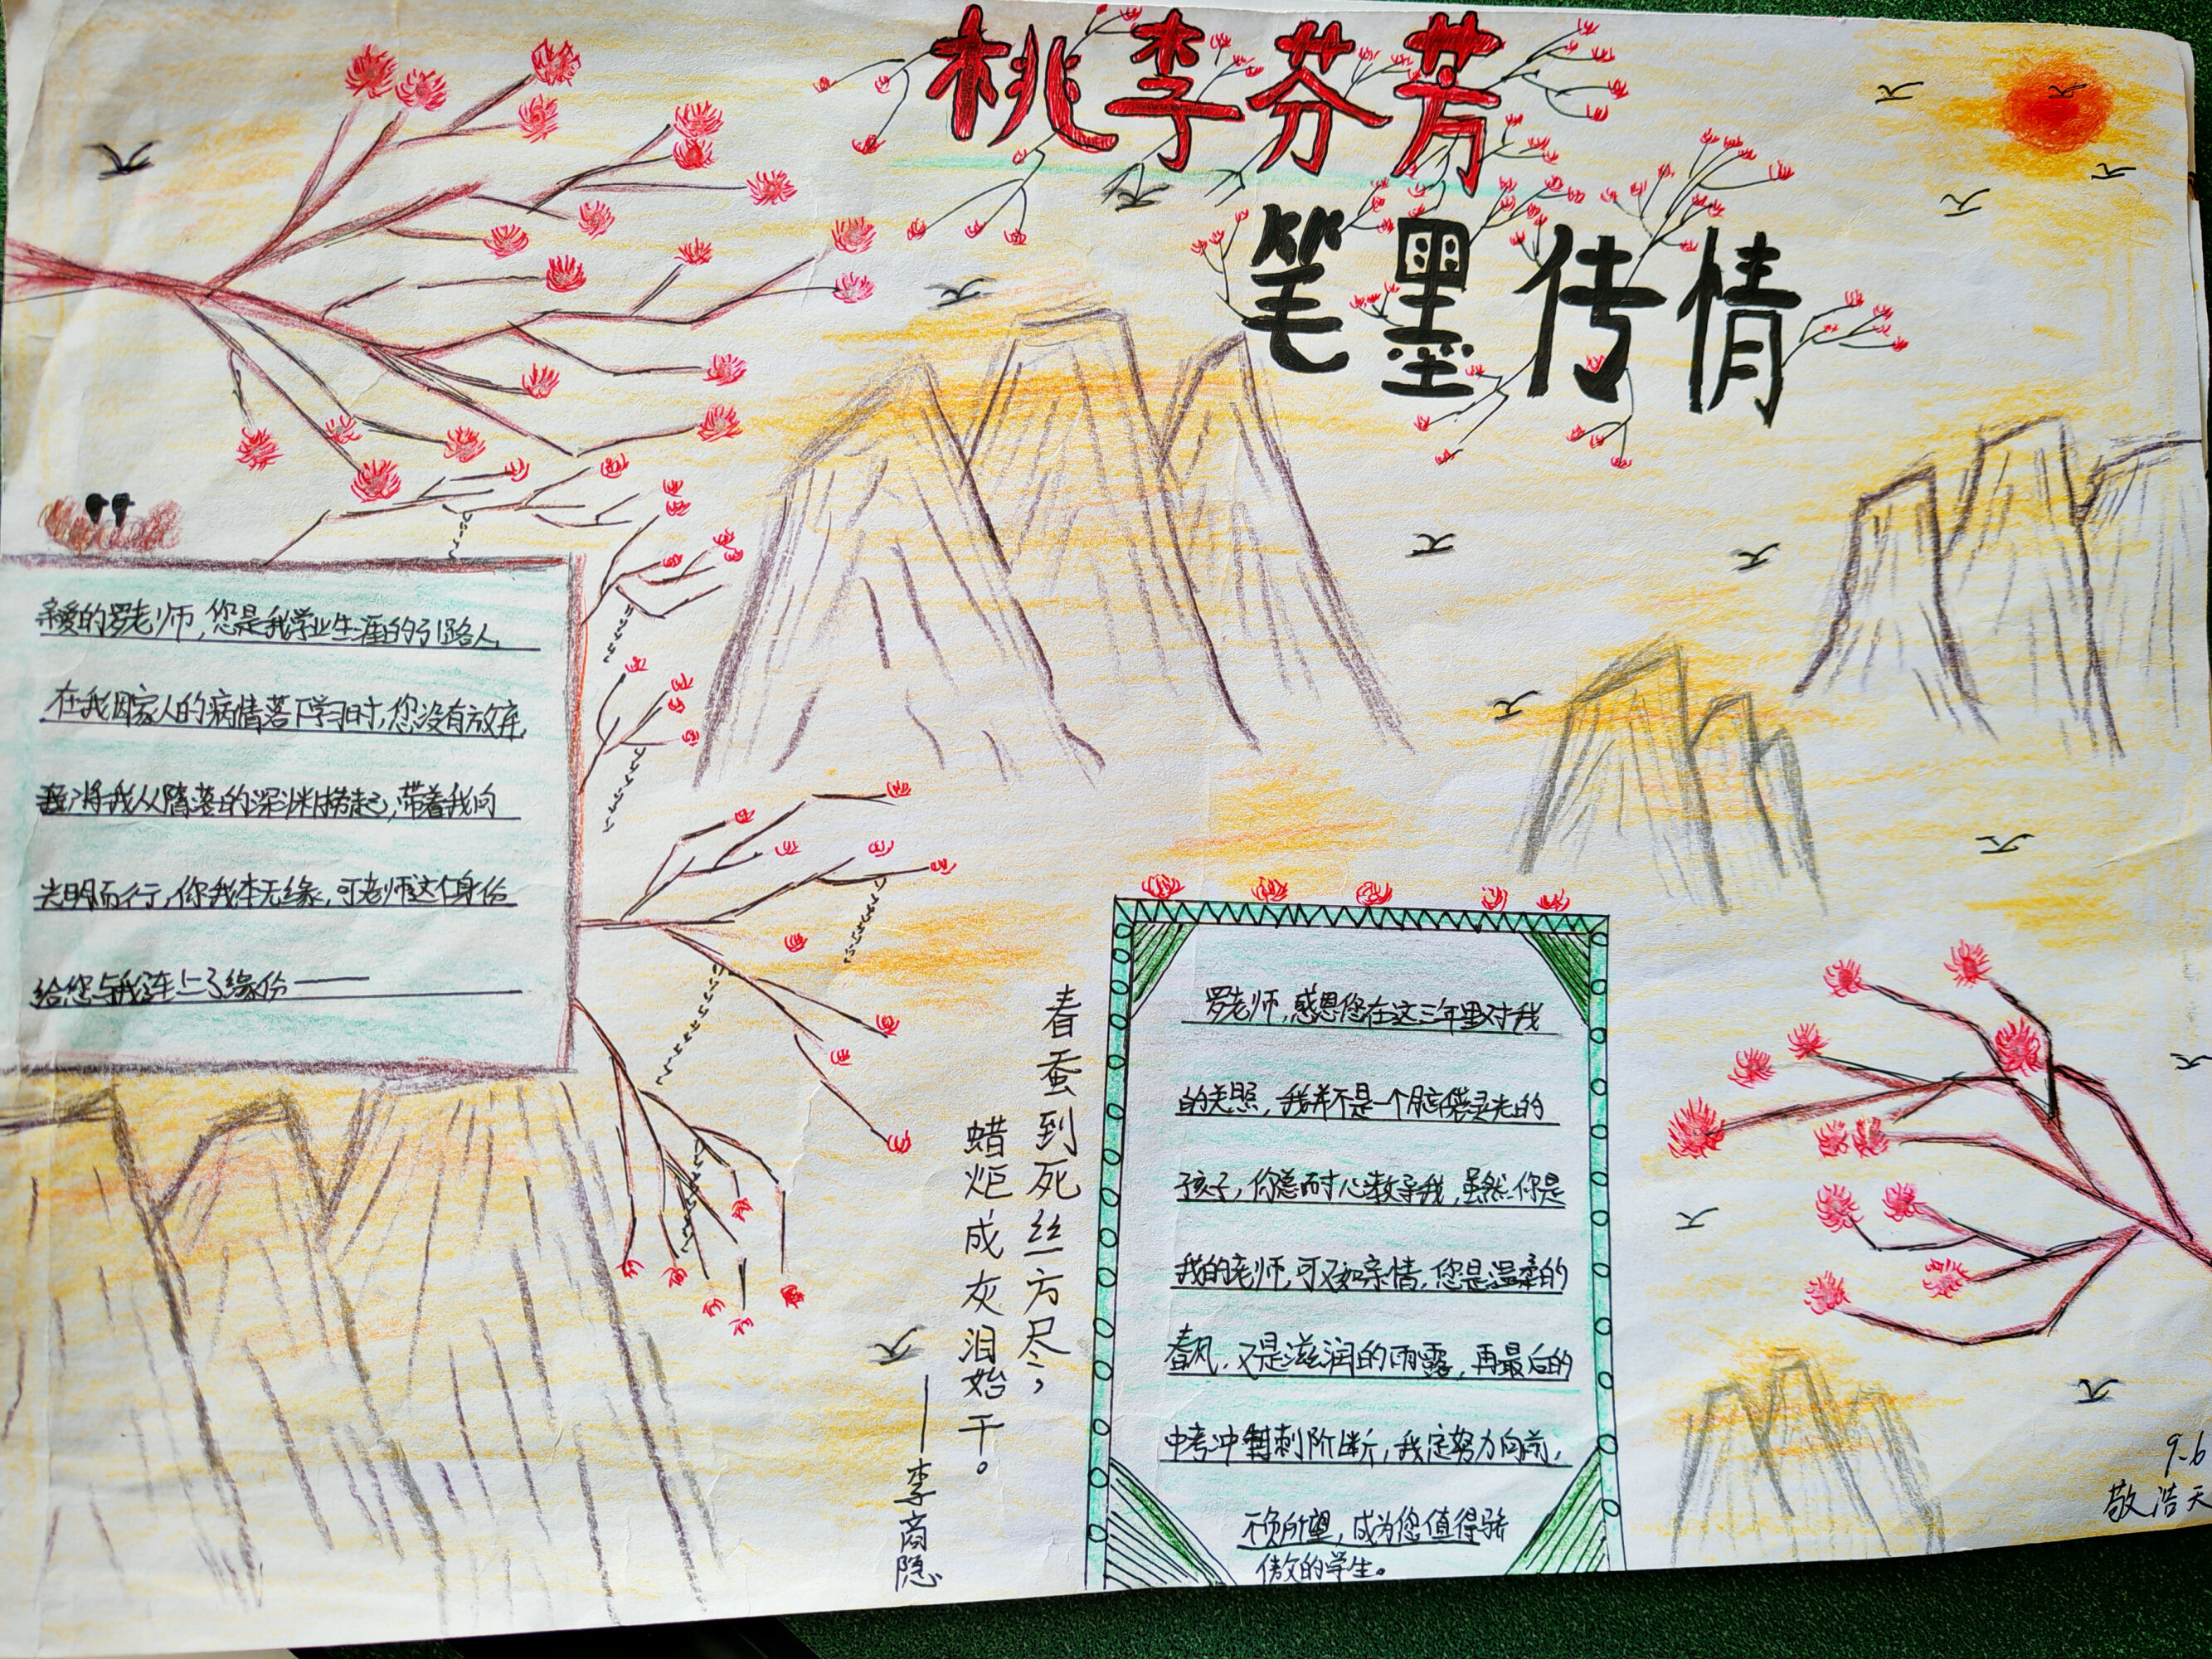 桃李芬芳
笔墨传情
亲爱的罗老师,您是我学业生涯的引路人,
在我因家人的病情落下学习时,您没有放弃,
将我从隋落的深渊捞起,带着我向
光明而行,你我本无缘,可老师这个身份
给您与我连上了缘份——
春蚕到死丝方尽,
蜡炬成灰泪始干。
——李商隐
罗老师,感恩您在这三年里对我
的关照,我并不是一个脑袋灵光的
孩子,你总耐心教导我,虽然你是
我的老师,可又如亲情,您是温柔的
春风,又是滋润的雨露,再最后的
中考冲刺阶断,我定努力向前,
不负所望,成为您值得骄
傲的学生。
9-6
敬浩天